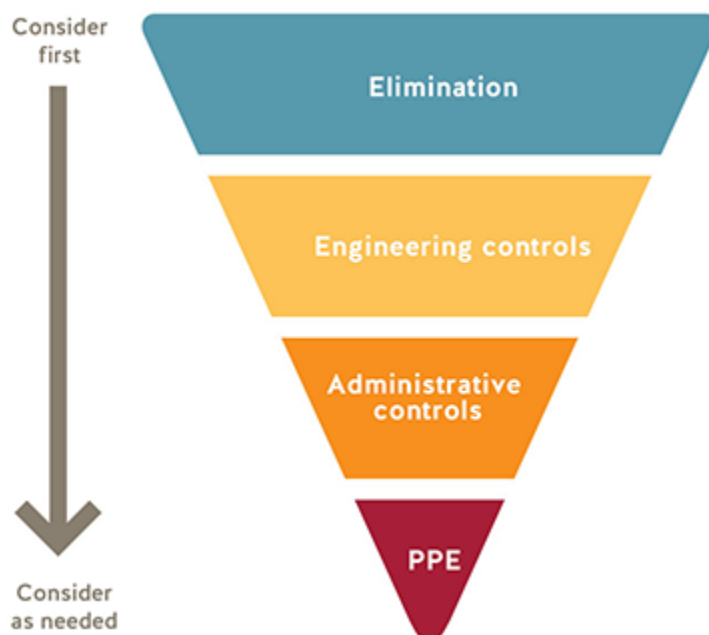 Consider
first
Elimination
Engineering controls
Administrative
controls
PPE
Consider
as needed